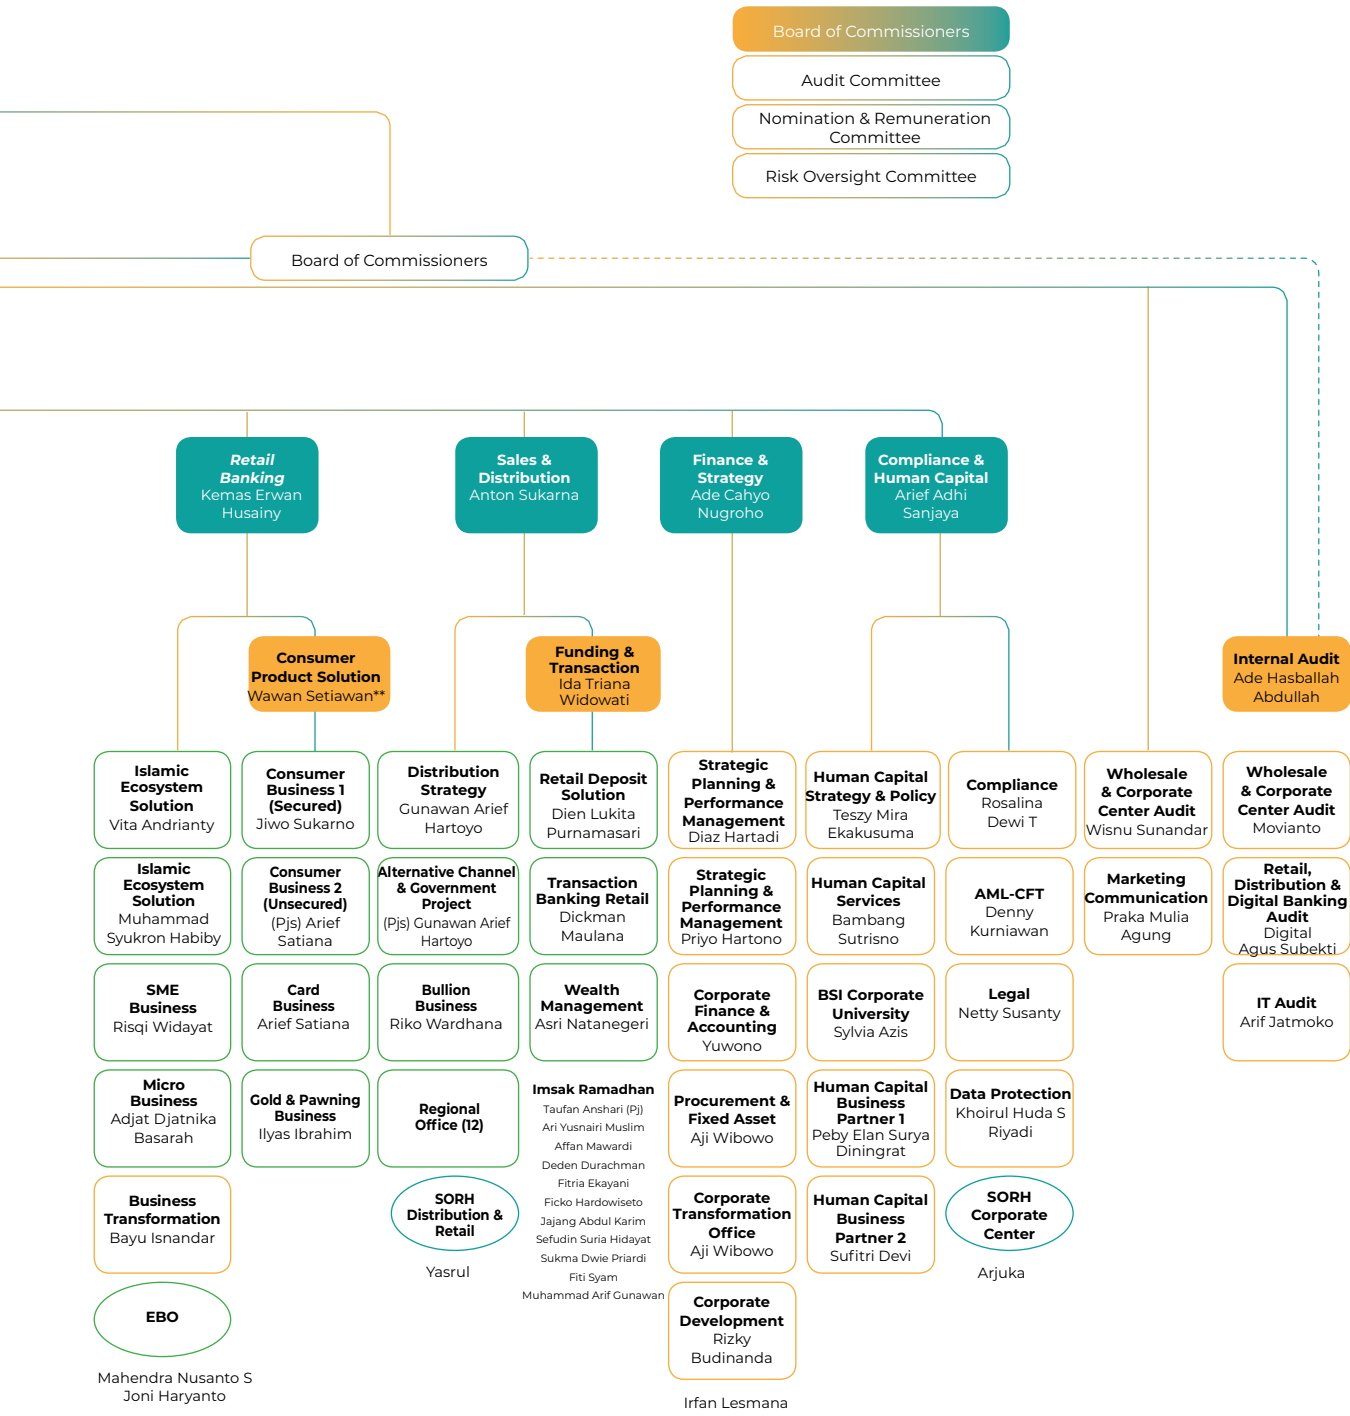 Board of Commissioners
Audit Committee
Nomination & Remuneration
Committee
Risk Oversight Committee
Board of Commissioners
Retail
Banking
Kemas Erwan
Husainy
Sales &
Distribution
Anton Sukarna
Finance &
Strategy
Ade Cahyo
Nugroho
Compliance &
Human Capital
Arief Adhi
Sanjaya
Consumer
Product Solution
Wawan Setiawan**
Funding &
Transaction
Ida Triana
Widowati
Internal Audit
Ade Hasballah
Abdullah
Islamic
Ecosystem
Solution
Vita Andrianty
Islamic
Ecosystem
Solution
Muhammad
Syukron Habiby
SME
Business
Risqi Widayat
Micro
Business
Adjat Djatnika
Basarah
Business
Transformation
Bayu Isnandar
EBO
Mahendra Nusanto S
Joni Haryanto
Consumer
Business 1
(Secured)
Jiwo Sukarno
Consumer
Business 2
(Unsecured)
(Pjs) Arief
Satiana
Card
Business
Arief Satiana
Gold & Pawning
Business
Ilyas Ibrahim
Distribution
Strategy
Gunawan Arief
Hartoyo
Alternative Channel
& Government
Project
(Pjs) Gunawan Arief
Hartoyo
Bullion
Business
Riko Wardhana
Regional
Office (12)
SORH
Distribution &
Retail
Yasrul
Retail Deposit
Solution
Dien Lukita
Purnamasari
Transaction
Banking Retail
Dickman
Maulana
Wealth
Management
Asri Natanegeri
Imsak Ramadhan
Taufan Anshari (Pj)
Ari Yusnairi Muslim
Affan Mawardi
Deden Durachman
Fitria Ekayani
Ficko Hardowiseto
Jajang Abdul Karim
Sefudin Suria Hidayat
Sukma Dwie Priardi
Fiti Syam
Muhammad Arif Gunawan
Strategic
Planning &
Performance
Management
Diaz Hartadi
Strategic
Planning &
Performance
Management
Priyo Hartono
Corporate
Finance &
Accounting
Yuwono
Procurement &
Fixed Asset
Aji Wibowo
Corporate
Transformation
Office
Aji Wibowo
Corporate
Development
Rizky
Budinanda
Irfan Lesmana
Human Capital
Strategy & Policy
Teszy Mira
Ekakusuma
Human Capital
Services
Bambang
Sutrisno
BSI Corporate
University
Sylvia Azis
Human Capital
Business
Partner 1
Peby Elan Surya
Diningrat
Human Capital
Business
Partner 2
Sufitri Devi
Compliance
Rosalina
Dewi T
AML-CFT
Denny
Kurniawan
Legal
Netty Susanty
Data Protection
Khoirul Huda S
Riyadi
SORH
Corporate
Center
Arjuka
Wholesale
& Corporate
Center Audit
Wisnu Sunandar
Marketing
Communication
Praka Mulia
Agung
Wholesale
& Corporate
Center Audit
Movianto
Retail,
Distribution &
Digital Banking
Audit
Digital
Agus Subekti
IT Audit
Arif Jatmoko